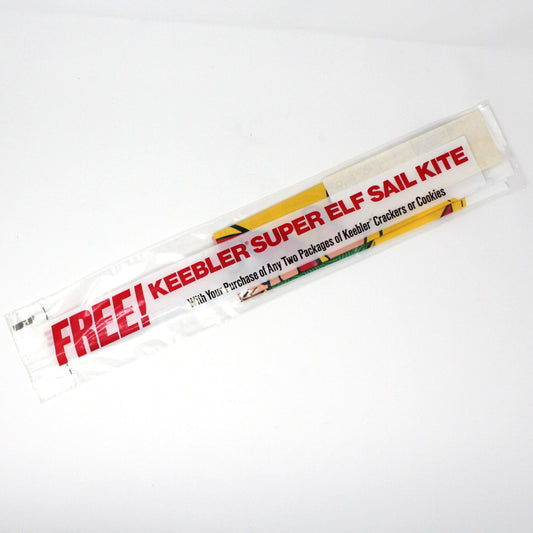 FREE! KEEBLER® SUPER ELF SAIL KITE
With Your Purchase of Any Two Packages of Keebler® Crackers or Cookies